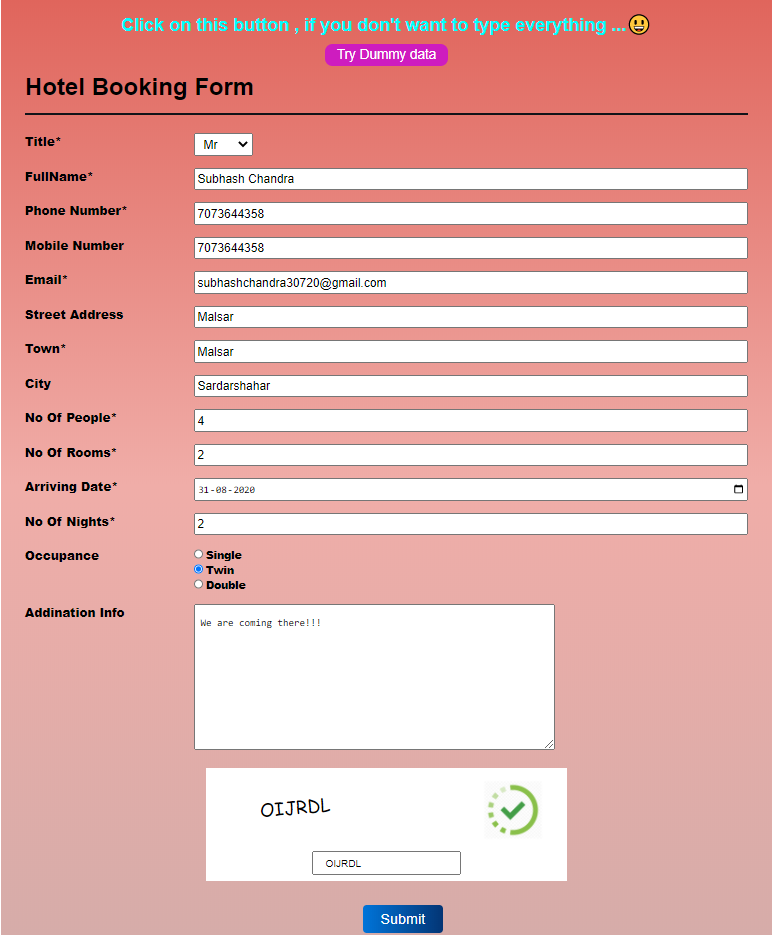 Click on this button , if you don't want to type everything ...😃
Try Dummy data
Hotel Booking Form
Title* Mr
FullName* Subhash Chandra
Phone Number* 7073644358
Mobile Number 7073644358
Email* subhashchandra30720@gmail.com
Street Address Malsar
Town* Malsar
City Sardarshahar
No Of People* 4
No Of Rooms* 2
Arriving Date* 31-08-2020
No Of Nights* 2
Occupance Single
Twin
Double
Addination Info We are coming there!!!
OIJRDL
OIJRDL
Submit